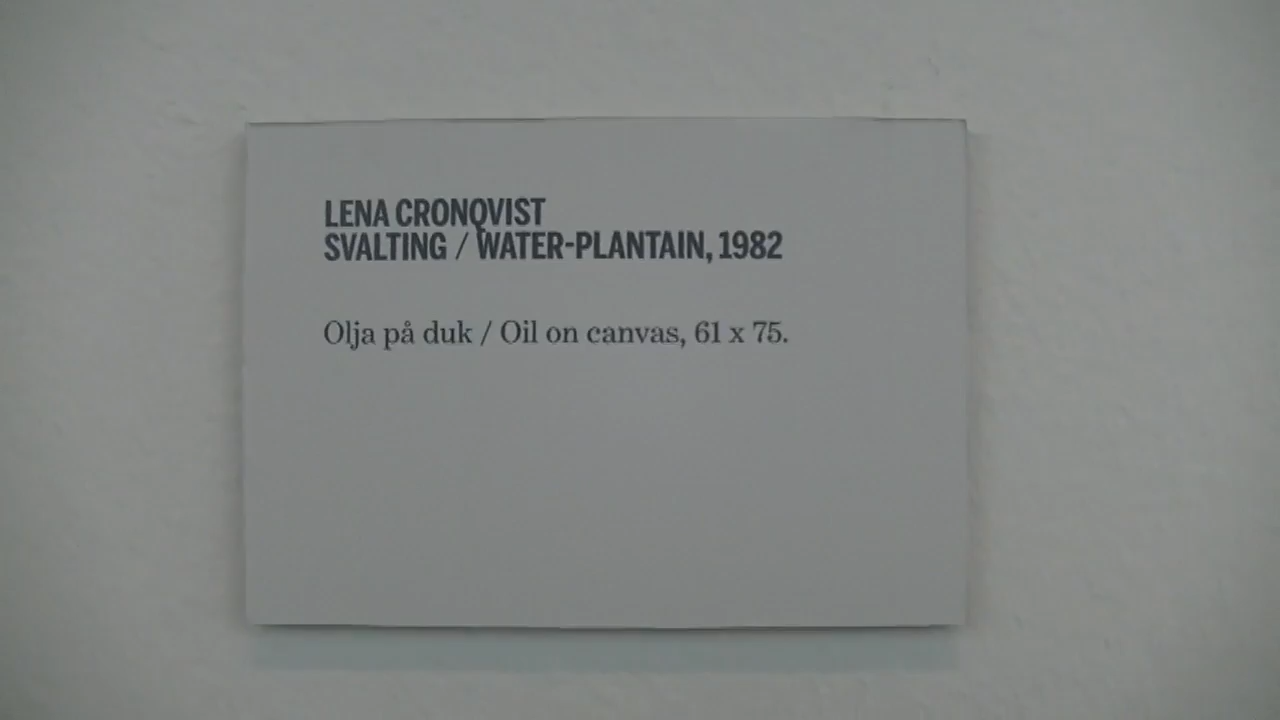 LENA CRONQVIST
SVALTING / WATER-PLANTAIN, 1982
Olja på duk / Oil on canvas, 61 x 75.